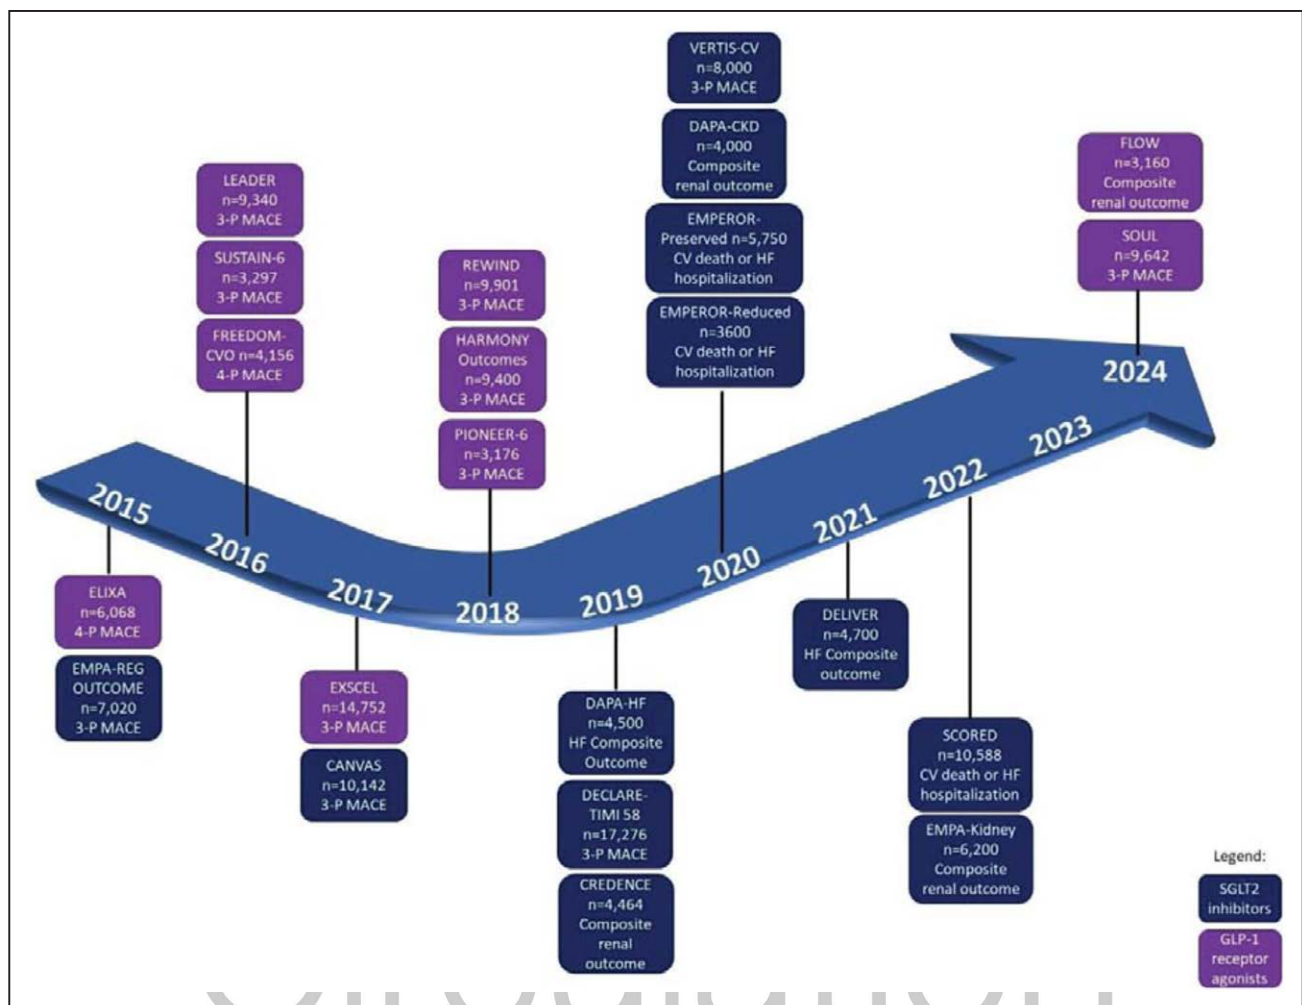 VERTIS-CV
n=8,000
3-P MACE
DAPA-CKD
n=4,000
Composite
renal outcome
EMPEROR-
Preserved n=5,750
CV death or HF
hospitalization
EMPEROR-Reduced
n=3600
CV death or HF
hospitalization
LEADER
n=9,340
3-P MACE
SUSTAIN-6
n=3,297
3-P MACE
FREEDOM-
CVO n=4,156
4-P MACE
REWIND
n=9,901
3-P MACE
HARMONY
Outcomes
n=9,400
3-P MACE
PIONEER-6
n=3,176
3-P MACE
FLOW
n=3,160
Composite
renal outcome
SOUL
n=9,642
3-P MACE
2015
2016
2017
2018
2019
2020
2021
2022
2023
2024
ELIXA
n=6,068
4-P MACE
EMPA-REG
OUTCOME
n=7,020
3-P MACE
EXSCEL
n=14,752
3-P MACE
CANVAS
n=10,142
3-P MACE
DAPA-HF
n=4,500
HF Composite
Outcome
DECLARE-
TIMI 58
n=17,276
3-P MACE
CREDENCE
n=4,464
Composite
renal
outcome
DELIVER
n=4,700
HF Composite
outcome
SCORED
n=10,588
CV death or HF
hospitalization
EMPA-Kidney
n=6,200
Composite
renal outcome
Legend:
SGLT2
inhibitors
GLP-1
receptor
agonists